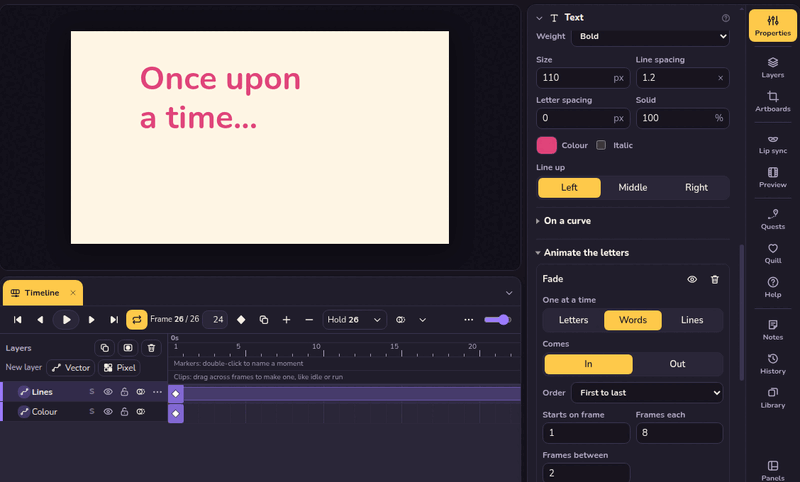 Once upon
a time...
Timeline ×
Frame 26 / 26 24 Hold 26
Layers
New layer Vector Pixel
0s
1 5 10 15 20
Markers: double-click to name a moment
Clips: drag across frames to make one, like idle or run
Lines S
Colour S
Text
Weight Bold
Size Line spacing
110 px 1.2 ×
Letter spacing Solid
0 px 100 %
Colour Italic
Line up
Left Middle Right
On a curve
Animate the letters
Fade
One at a time
Letters Words Lines
Comes
In Out
Order First to last
Starts on frame Frames each
1 8
Frames between
2
Properties
Layers
Artboards
Lip sync
Preview
Quests
Quill
Help
Notes
History
Library
Panels